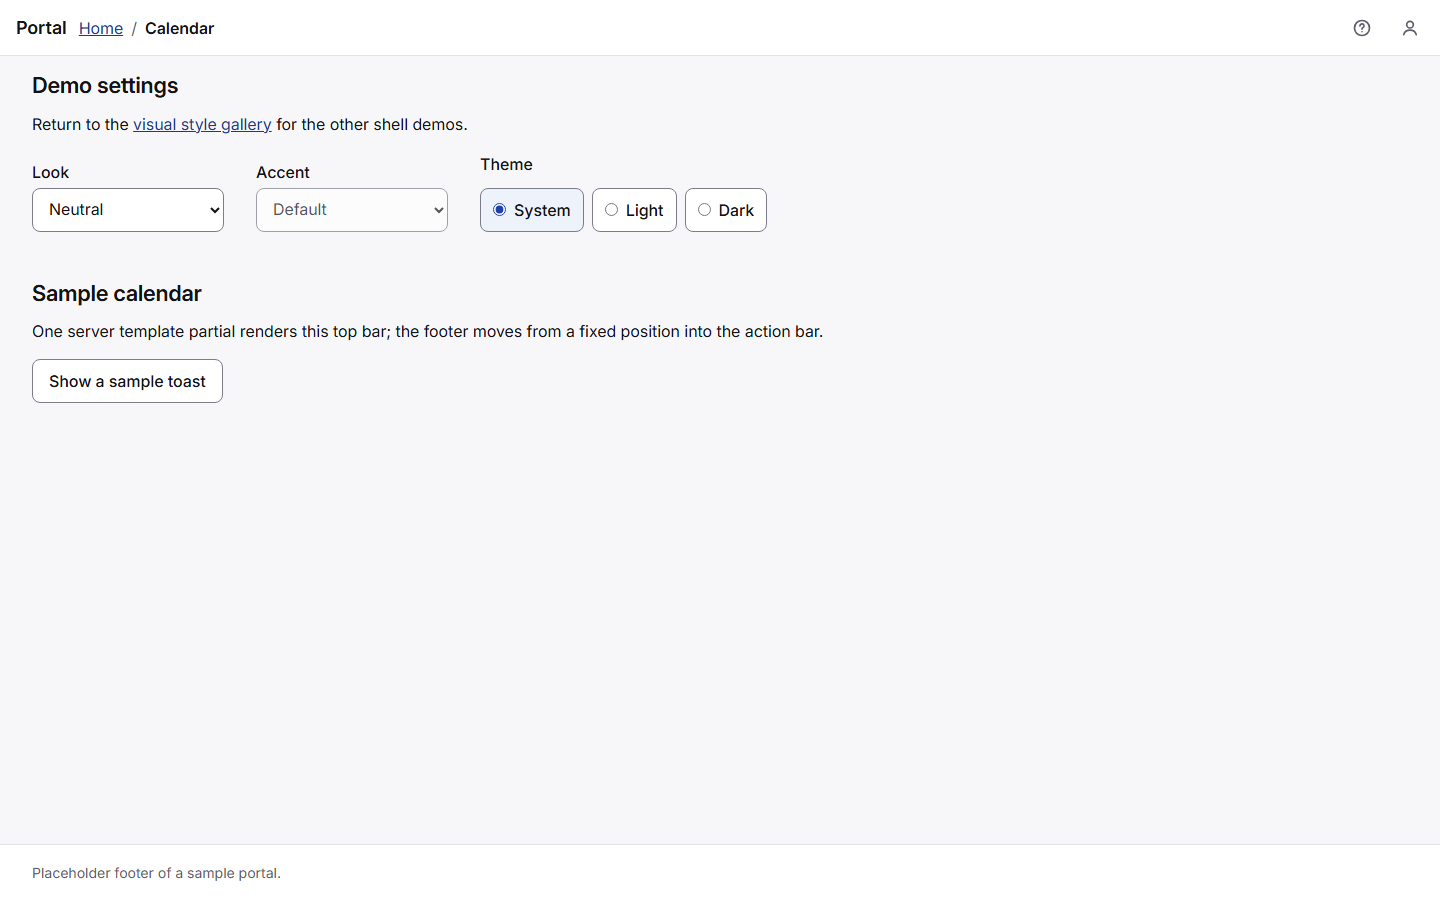 Portal Home / Calendar
Demo settings
Return to the visual style gallery for the other shell demos.
Look Accent Theme
Neutral Default System Light Dark
Sample calendar
One server template partial renders this top bar; the footer moves from a fixed position into the action bar.
Show a sample toast
Placeholder footer of a sample portal.